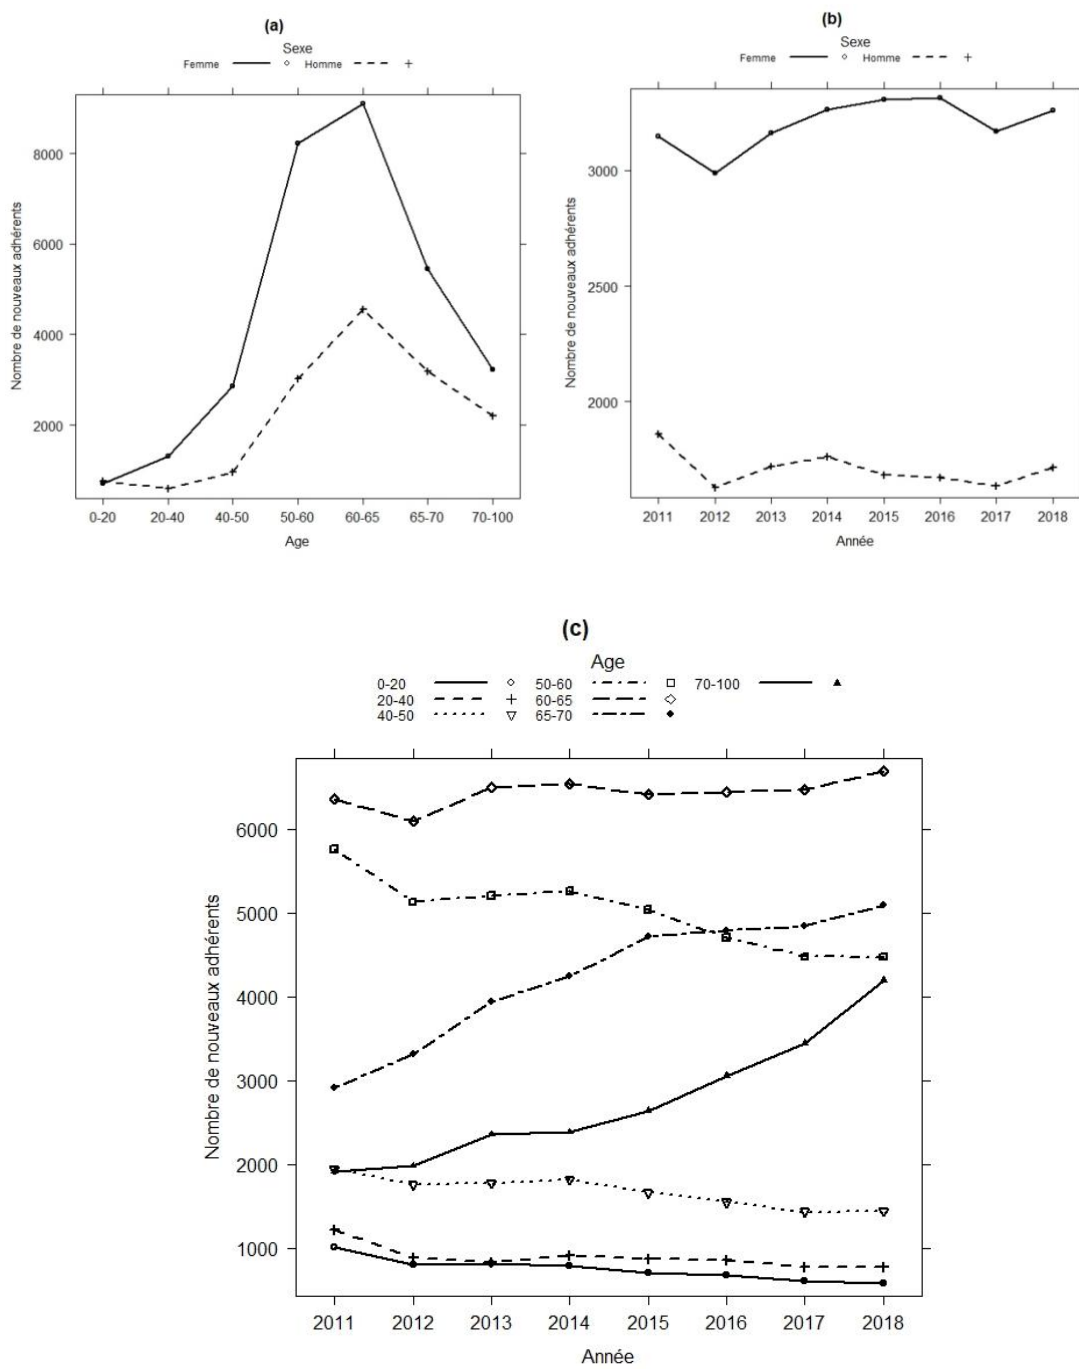 (a)
Sexe
Femme Homme
Nombre de nouveaux adhérents
8000
6000
4000
2000
0-20 20-40 40-50 50-60 60-65 65-70 70-100
Age
(b)
Sexe
Femme Homme
Nombre de nouveaux adhérents
3000
2500
2000
2011 2012 2013 2014 2015 2016 2017 2018
Année
(c)
Age
0-20 50-60 70-100
20-40 60-65
40-50 65-70
Nombre de nouveaux adhérents
6000
5000
4000
3000
2000
1000
2011 2012 2013 2014 2015 2016 2017 2018
Année